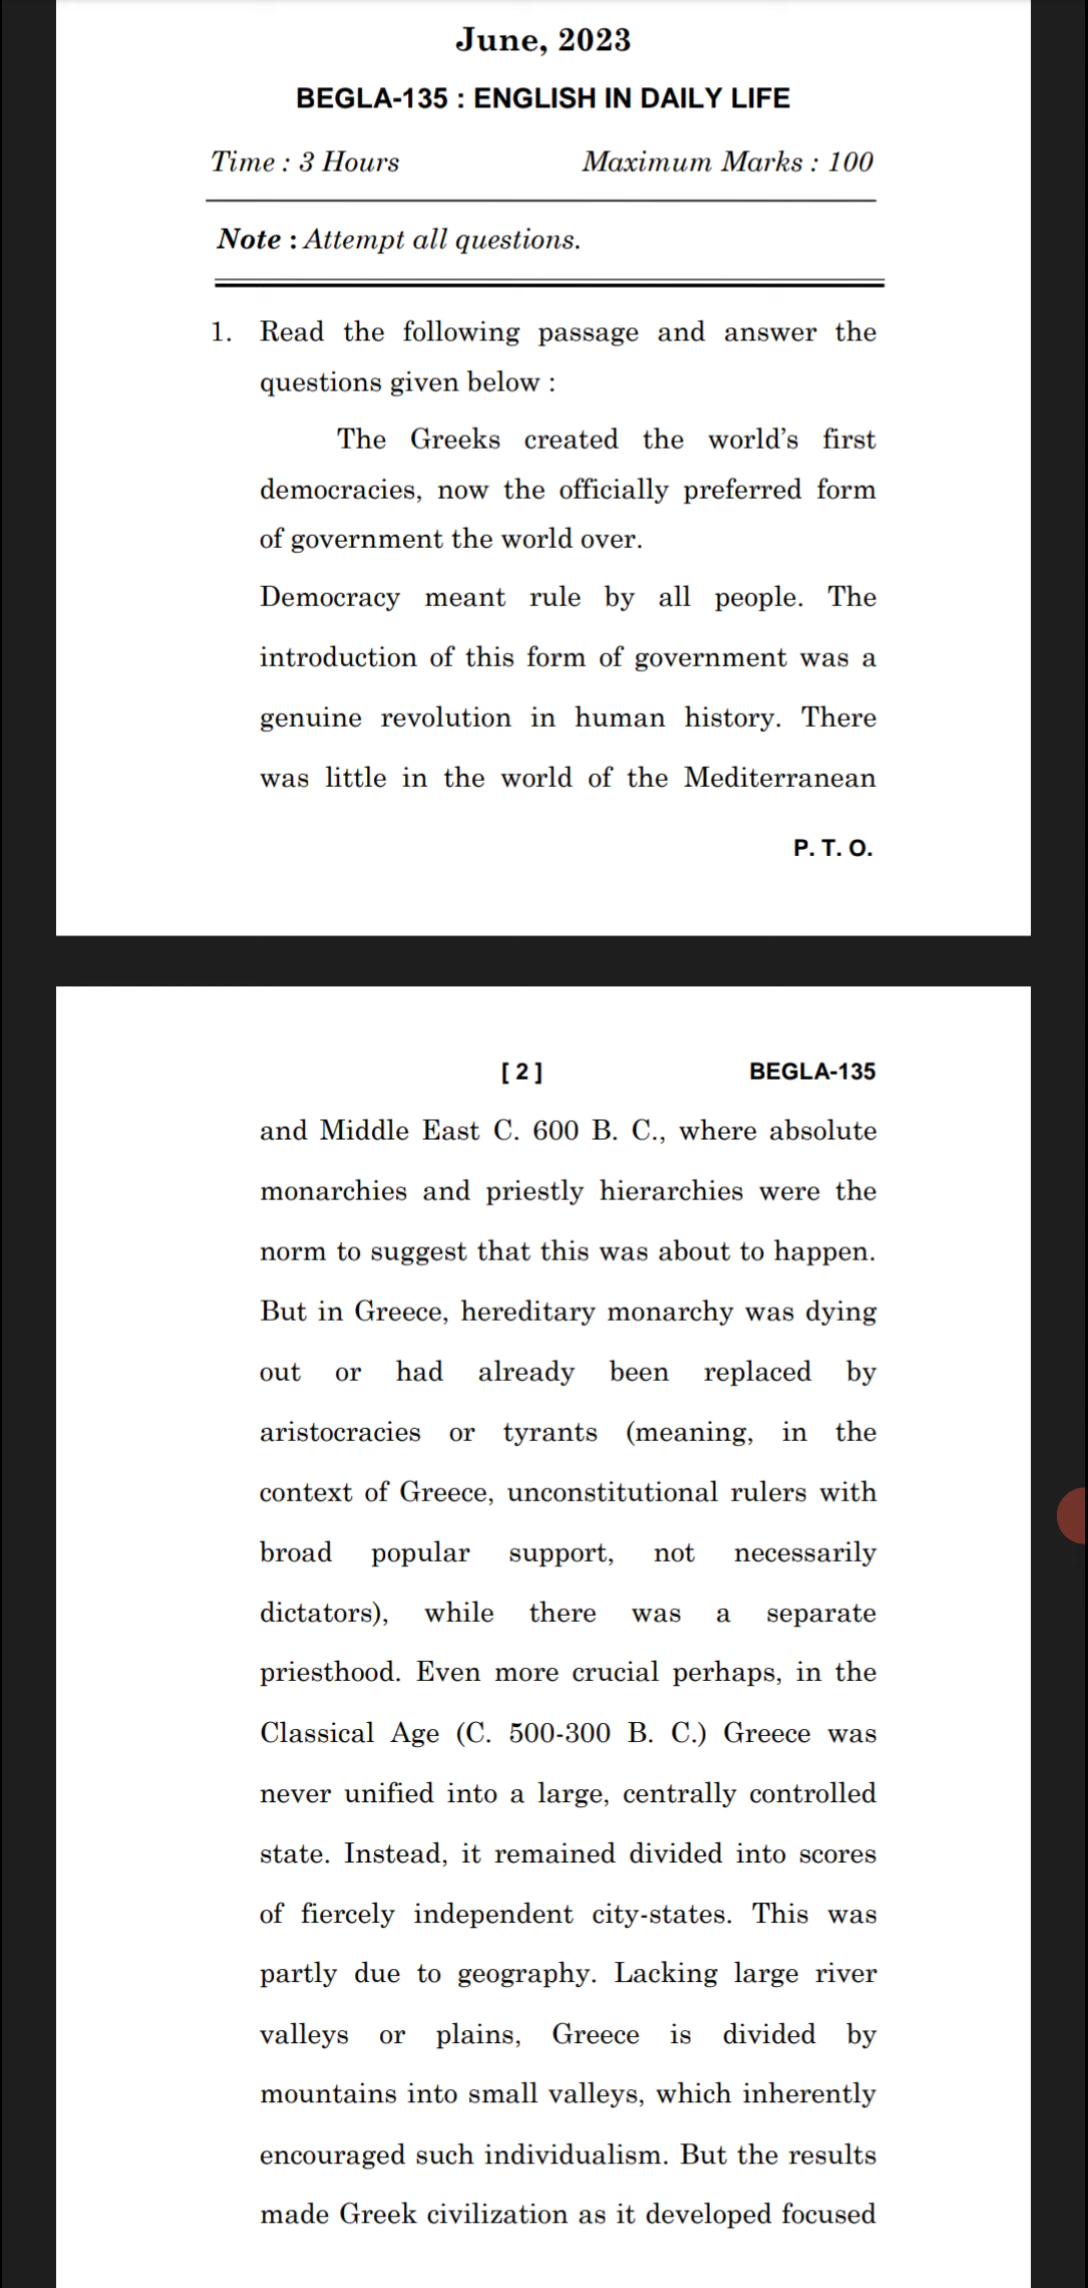 June, 2023
BEGLA-135 : ENGLISH IN DAILY LIFE
Time : 3 Hours Maximum Marks : 100
Note : Attempt all questions.
1. Read the following passage and answer the
questions given below :
The Greeks created the world’s first
democracies, now the officially preferred form
of government the world over.
Democracy meant rule by all people. The
introduction of this form of government was a
genuine revolution in human history. There
was little in the world of the Mediterranean
P. T. O.
[ 2 ] BEGLA-135
and Middle East C. 600 B. C., where absolute
monarchies and priestly hierarchies were the
norm to suggest that this was about to happen.
But in Greece, hereditary monarchy was dying
out or had already been replaced by
aristocracies or tyrants (meaning, in the
context of Greece, unconstitutional rulers with
broad popular support, not necessarily
dictators), while there was a separate
priesthood. Even more crucial perhaps, in the
Classical Age (C. 500-300 B. C.) Greece was
never unified into a large, centrally controlled
state. Instead, it remained divided into scores
of fiercely independent city-states. This was
partly due to geography. Lacking large river
valleys or plains, Greece is divided by
mountains into small valleys, which inherently
encouraged such individualism. But the results
made Greek civilization as it developed focused